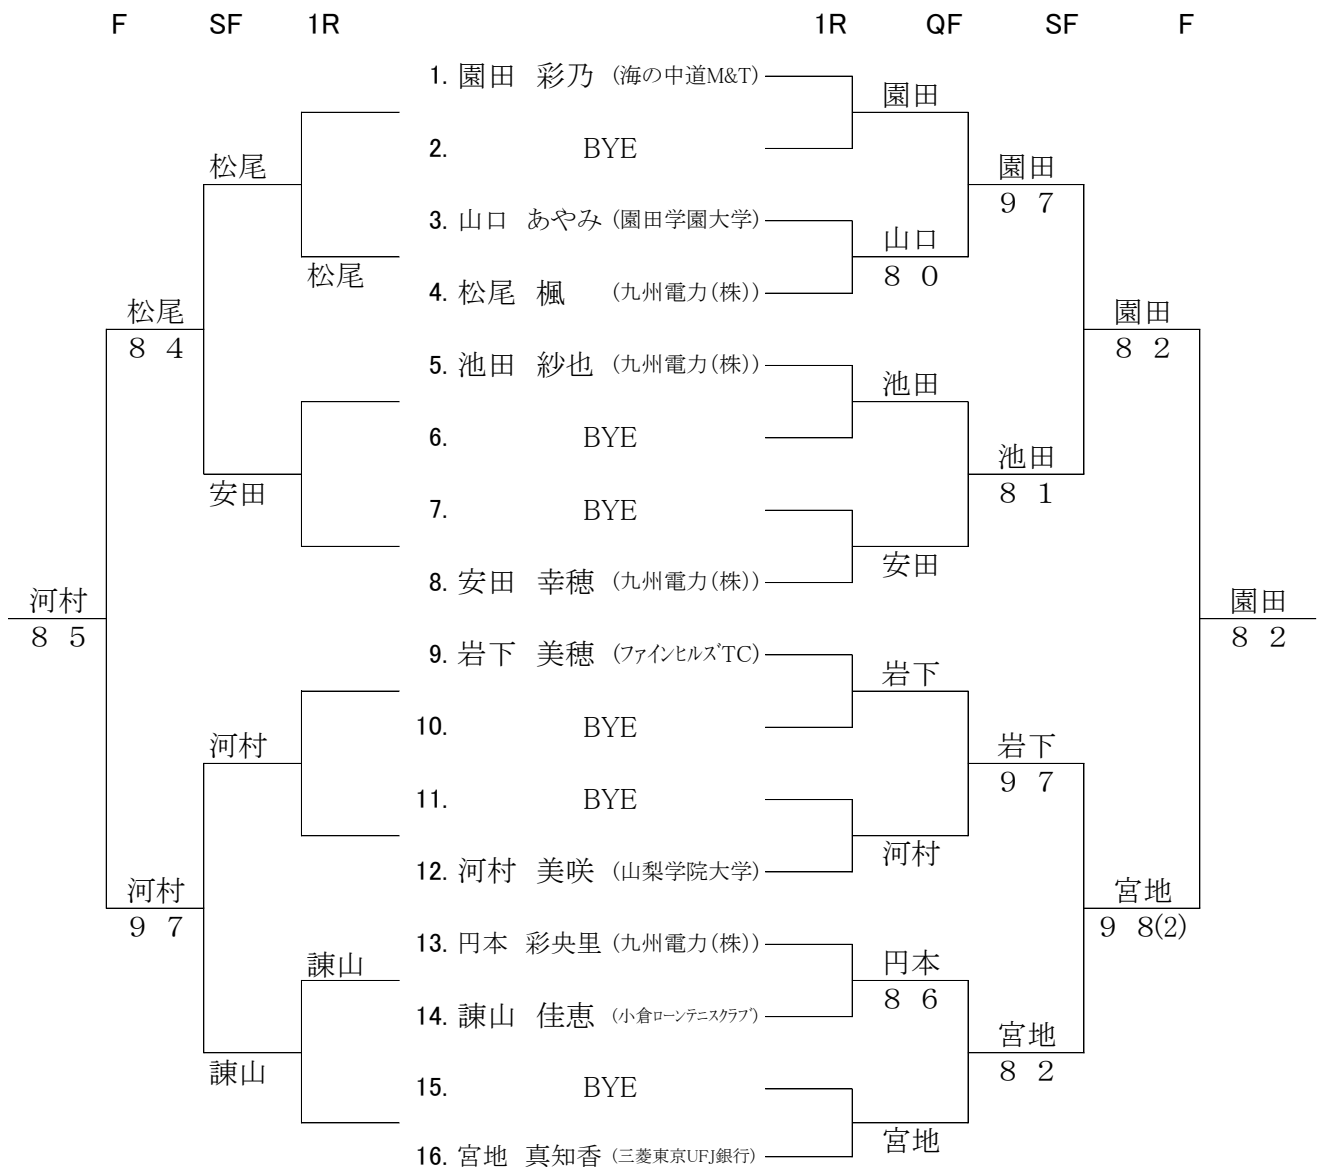 F SF 1R 1R QF SF F
1. 園田 彩乃 (海の中道M&T)
園田
2. BYE
松尾 園田
9 7
3. 山口 あやみ (園田学園大学)
山口
松尾 8 0
4. 松尾 楓 (九州電力(株))
松尾 園田
8 4 8 2
5. 池田 紗也 (九州電力(株))
池田
6. BYE
池田
安田 8 1
7. BYE
安田
8. 安田 幸穂 (九州電力(株))
河村 園田
8 5 8 2
9. 岩下 美穂 (ファインヒルズTC)
岩下
10. BYE
河村 岩下
9 7
11. BYE
河村
12. 河村 美咲 (山梨学院大学)
河村 宮地
9 7 9 8(2)
13. 円本 彩央里 (九州電力(株))
諌山 円本
8 6
14. 諌山 佳恵 (小倉ローンテニスクラブ)
宮地
諌山 8 2
15. BYE
宮地
16. 宮地 真知香 (三菱東京UFJ銀行)